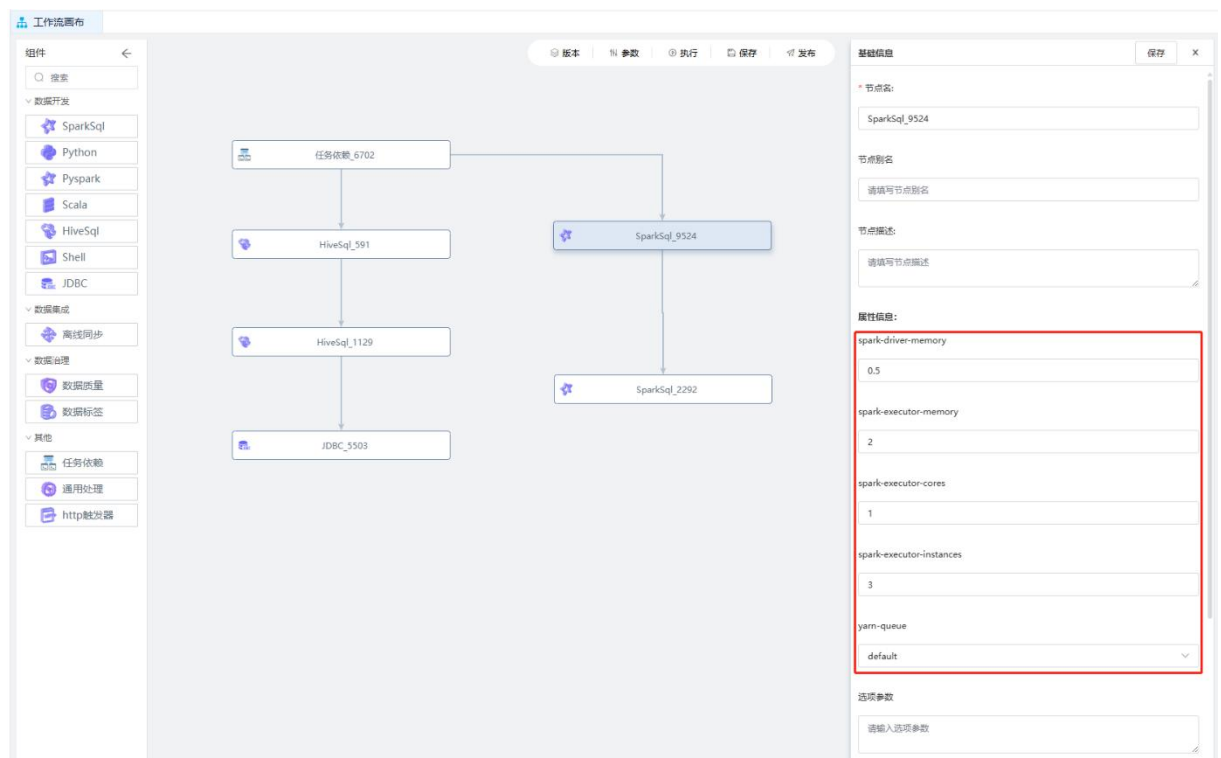 工作流画布
组件
搜索
数据开发
SparkSql
Python
Pyspark
Scala
HiveSql
Shell
JDBC
数据集成
离线同步
数据治理
数据质量
数据标签
其他
任务依赖
通用处理
http触发器
版本 参数 执行 保存 发布
任务依赖_6702
HiveSql_591
HiveSql_1129
JDBC_5503
SparkSql_9524
SparkSql_2292
基础信息 保存 x
* 节点名:
SparkSql_9524
节点别名
请填写节点别名
节点描述:
请填写节点描述
属性信息:
spark-driver-memory
0.5
spark-executor-memory
2
spark-executor-cores
1
spark-executor-instances
3
yarn-queue
default
选项参数
请输入选项参数